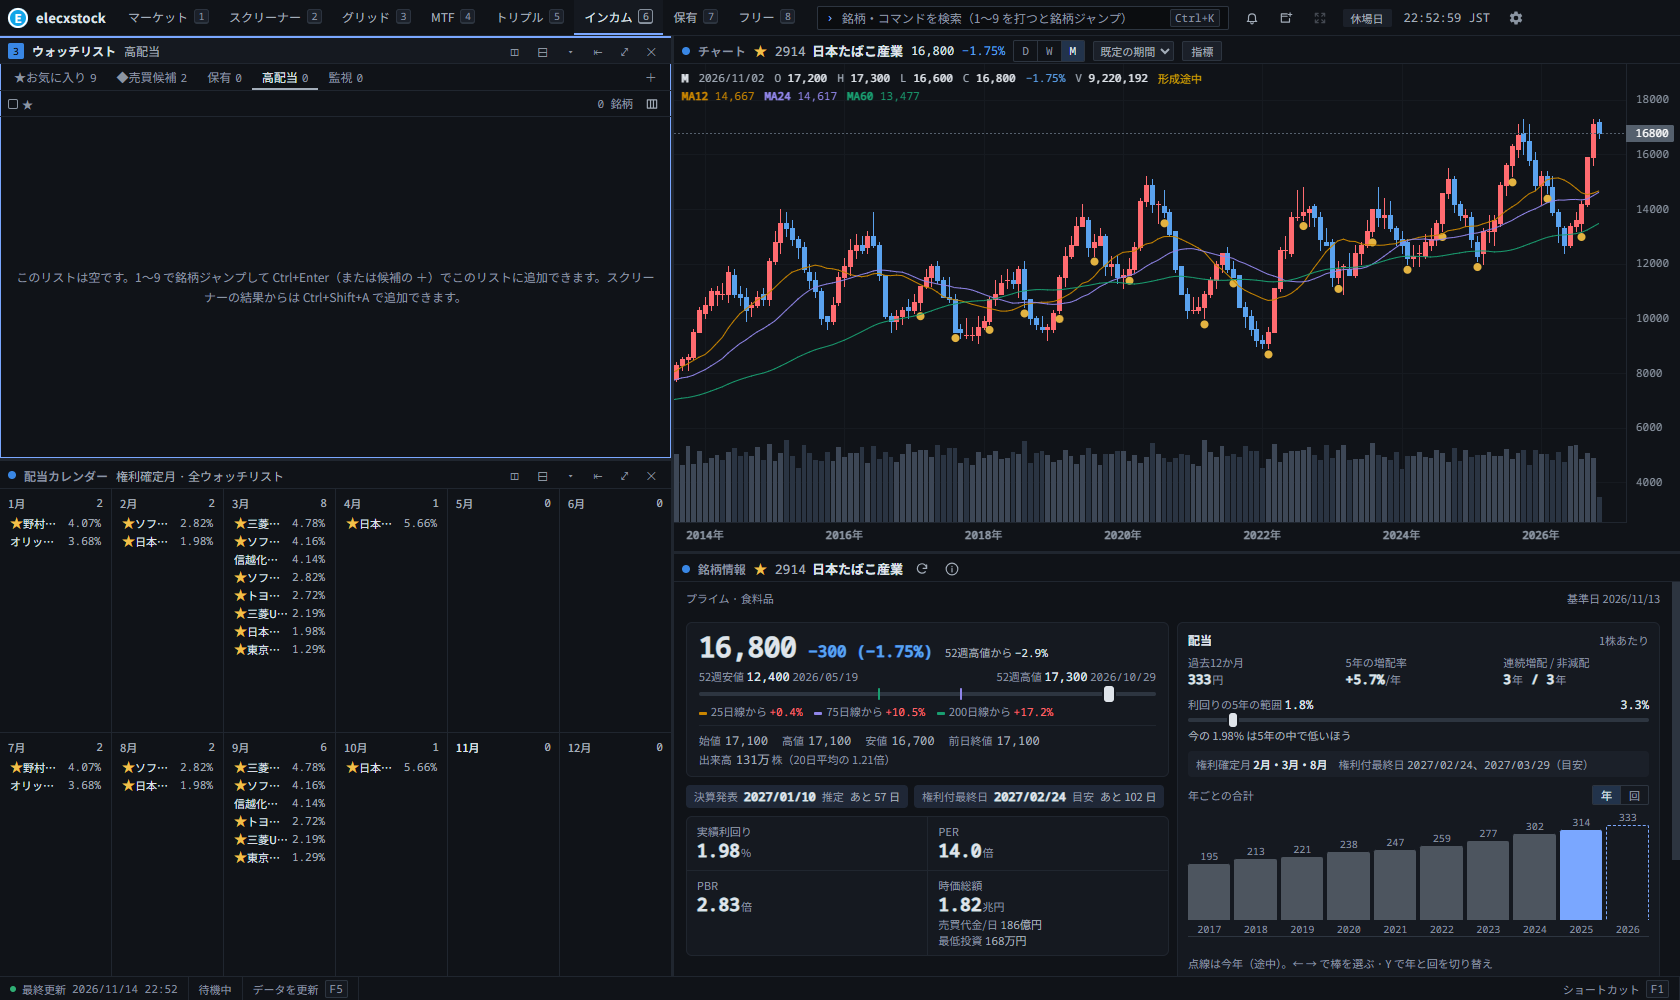 elecxstock マーケット 1 スクリーナー 2 グリッド 3 MTF 4 トリプル 5 インカム 6 保有 7 フリー 8 › 銘柄・コマンドを検索（1〜9 を打つと銘柄ジャンプ） Ctrl+K 休場日 22:52:59 JST
3 ウォッチリスト 高配当
★お気に入り 9 ◆売買候補 2 保有 0 高配当 0 監視 0 +
★ 0 銘柄
このリストは空です。1〜9 で銘柄ジャンプして Ctrl+Enter（または候補の +）でこのリストに追加できます。スクリー
ナーの結果からは Ctrl+Shift+A で追加できます。
配当カレンダー 権利確定月 · 全ウォッチリスト
1月 2
★野村… 4.07%
オリッ… 3.68%
2月 2
★ソフ… 2.82%
★日本… 1.98%
3月 8
★三菱… 4.78%
★ソフ… 4.16%
信越化… 4.14%
★ソフ… 2.82%
★トヨ… 2.72%
★三菱U… 2.19%
★日本… 1.98%
★東京… 1.29%
4月 1
★日本… 5.66%
5月 0
6月 0
7月 2
★野村… 4.07%
オリッ… 3.68%
8月 2
★ソフ… 2.82%
★日本… 1.98%
9月 6
★三菱… 4.78%
★ソフ… 4.16%
信越化… 4.14%
★トヨ… 2.72%
★三菱U… 2.19%
★東京… 1.29%
10月 1
★日本… 5.66%
11月 0
12月 0
チャート ★ 2914 日本たばこ産業 16,800 −1.75% D W M 既定の期間 指標
M 2026/11/02 O 17,200 H 17,300 L 16,600 C 16,800 −1.75% V 9,220,192 形成途中
MA12 14,667 MA24 14,617 MA60 13,477
18000
16800
16000
14000
12000
10000
8000
6000
4000
2014年 2016年 2018年 2020年 2022年 2024年 2026年
銘柄情報 ★ 2914 日本たばこ産業
プライム · 食料品 基準日 2026/11/13
16,800 −300 (−1.75%) 52週高値から −2.9%
52週安値 12,400 2026/05/19 52週高値 17,300 2026/10/29
25日線から +0.4% 75日線から +10.5% 200日線から +17.2%
始値 17,100 高値 17,100 安値 16,700 前日終値 17,100
出来高 131万株（20日平均の 1.21倍）
決算発表 2027/01/10 推定 あと 57 日 権利付最終日 2027/02/24 目安 あと 102 日
実績利回り
1.98%
PER
14.0倍
PBR
2.83倍
時価総額
1.82兆円
売買代金/日 186億円
最低投資 168万円
配当 1株あたり
過去12か月 5年の増配率 連続増配 / 非減配
333円 +5.7%/年 3年 / 3年
利回りの5年の範囲 1.8% 3.3%
今の 1.98% は5年の中で低いほう
権利確定月 2月・3月・8月 権利付最終日 2027/02/24、2027/03/29（目安）
年ごとの合計 年 回
195 213 221 238 247 259 277 302 314 333
2017 2018 2019 2020 2021 2022 2023 2024 2025 2026
点線は今年（途中）。←→ で棒を選ぶ · Y で年と回を切り替え
最終更新 2026/11/14 22:52 待機中 データを更新 F5 ショートカット F1